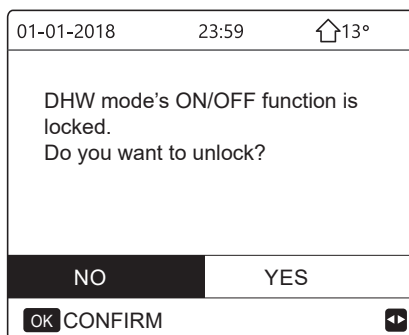 01-01-2018 23:59 13°
DHW mode's ON/OFF function is
locked.
Do you want to unlock?
NO YES
OK CONFIRM